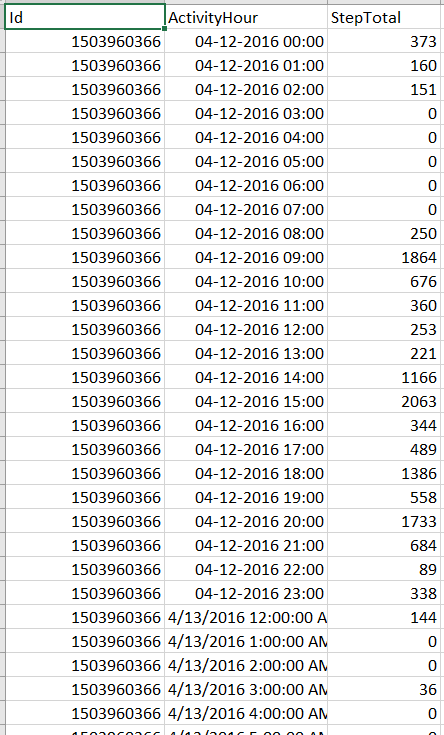 Id ActivityHour StepTotal
1503960366 04-12-2016 00:00 373
1503960366 04-12-2016 01:00 160
1503960366 04-12-2016 02:00 151
1503960366 04-12-2016 03:00 0
1503960366 04-12-2016 04:00 0
1503960366 04-12-2016 05:00 0
1503960366 04-12-2016 06:00 0
1503960366 04-12-2016 07:00 0
1503960366 04-12-2016 08:00 250
1503960366 04-12-2016 09:00 1864
1503960366 04-12-2016 10:00 676
1503960366 04-12-2016 11:00 360
1503960366 04-12-2016 12:00 253
1503960366 04-12-2016 13:00 221
1503960366 04-12-2016 14:00 1166
1503960366 04-12-2016 15:00 2063
1503960366 04-12-2016 16:00 344
1503960366 04-12-2016 17:00 489
1503960366 04-12-2016 18:00 1386
1503960366 04-12-2016 19:00 558
1503960366 04-12-2016 20:00 1733
1503960366 04-12-2016 21:00 684
1503960366 04-12-2016 22:00 89
1503960366 04-12-2016 23:00 338
1503960366 4/13/2016 12:00:00 A 144
1503960366 4/13/2016 1:00:00 AM 0
1503960366 4/13/2016 2:00:00 AM 0
1503960366 4/13/2016 3:00:00 AM 36
1503960366 4/13/2016 4:00:00 AM 0
1503960366 4/13/2016 5:00:00 AM 0